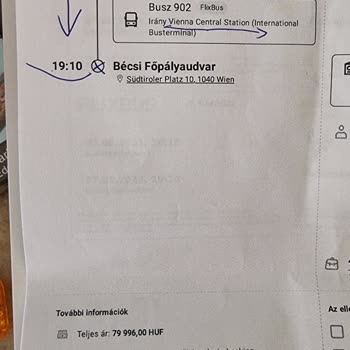 Busz 902 FlixBus
Irány Vienna Central Station (International
Busterminal)
19:10 Bécsi Főpályaudvar
Südtiroler Platz 10, 1040 Wien
További információk
Az elle
Teljes ár: 79 996,00 HUF